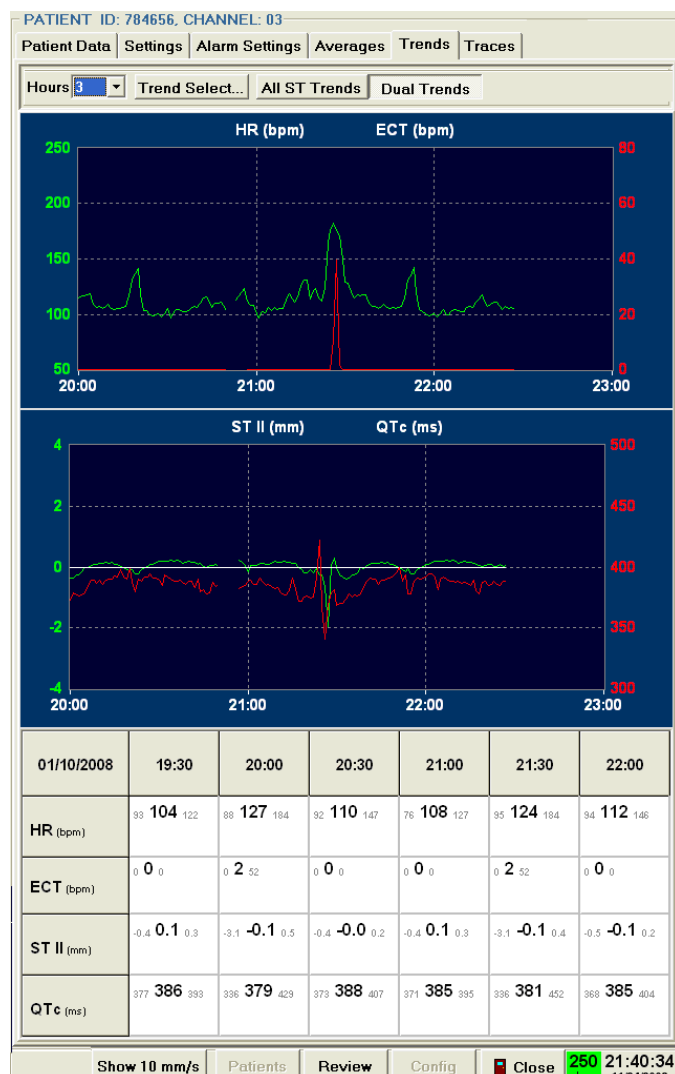 PATIENT ID: 784656, CHANNEL: 03
Patient Data Settings Alarm Settings Averages Trends Traces
Hours 3 Trend Select... All ST Trends Dual Trends
HR (bpm) ECT (bpm)
250 80
200 60
150 40
100 20
50 0
20:00 21:00 22:00 23:00
ST II (mm) QTc (ms)
4 500
2 450
0 400
-2 350
-4 300
20:00 21:00 22:00 23:00
01/10/2008 19:30 20:00 20:30 21:00 21:30 22:00
HR (bpm) 93 104 122 88 127 184 92 110 147 76 108 127 95 124 184 94 112 146
ECT (bpm) 0 0 0 0 2 52 0 0 0 0 0 0 0 2 52 0 0 0
ST II (mm) -0.4 0.1 0.3 -3.1 -0.1 0.5 -0.4 -0.0 0.2 -0.4 0.1 0.3 -3.1 -0.1 0.4 -0.5 -0.1 0.2
QTc (ms) 377 386 393 336 379 429 373 388 407 371 385 395 336 381 452 368 385 404
Show 10 mm/s Patients Review Config Close 250 21:40:34